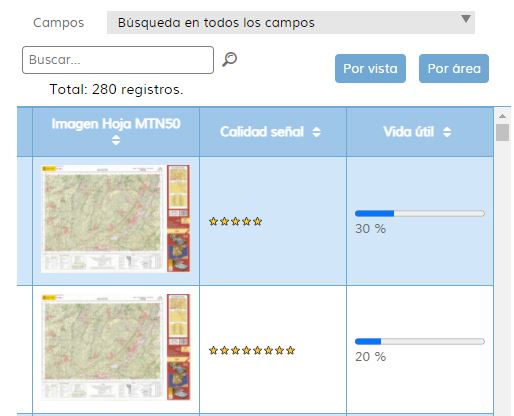 Campos
Búsqueda en todos los campos
Buscar...
Por vista
Por área
Total: 280 registros.
Imagen Hoja MTN50
Calidad señal
Vida útil
30 %
20 %